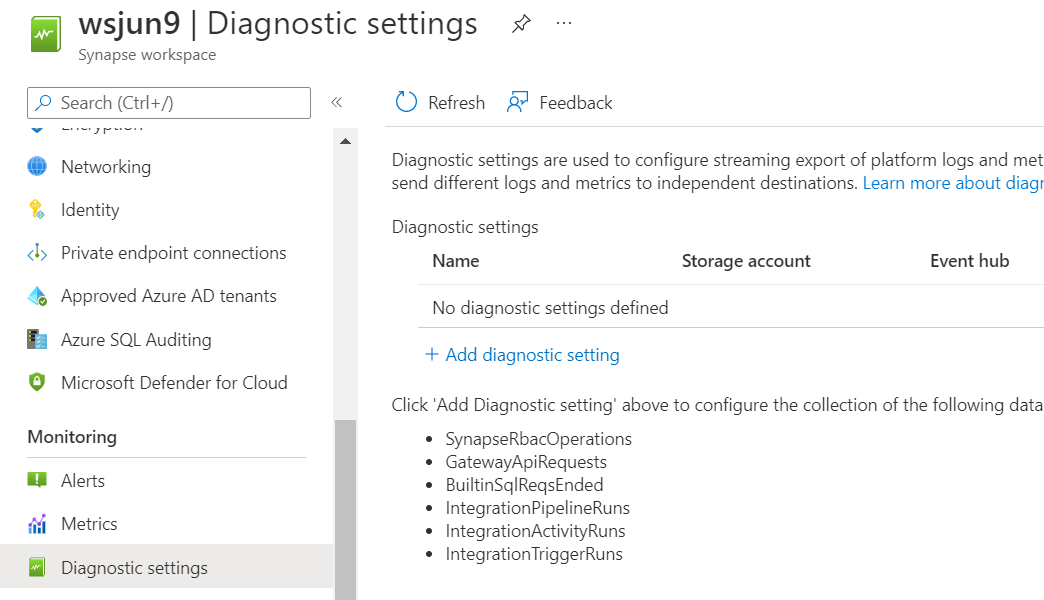 wsjun9 | Diagnostic settings ...
Synapse workspace
Search (Ctrl+/)
«
Refresh
Feedback
Encryption
Networking
Identity
Private endpoint connections
Approved Azure AD tenants
Azure SQL Auditing
Microsoft Defender for Cloud
Monitoring
Alerts
Metrics
Diagnostic settings
Diagnostic settings are used to configure streaming export of platform logs and met
send different logs and metrics to independent destinations. Learn more about diagr
Diagnostic settings
Name Storage account Event hub
No diagnostic settings defined
+ Add diagnostic setting
Click 'Add Diagnostic setting' above to configure the collection of the following data
• SynapseRbacOperations
• GatewayApiRequests
• BuiltinSqlReqsEnded
• IntegrationPipelineRuns
• IntegrationActivityRuns
• IntegrationTriggerRuns